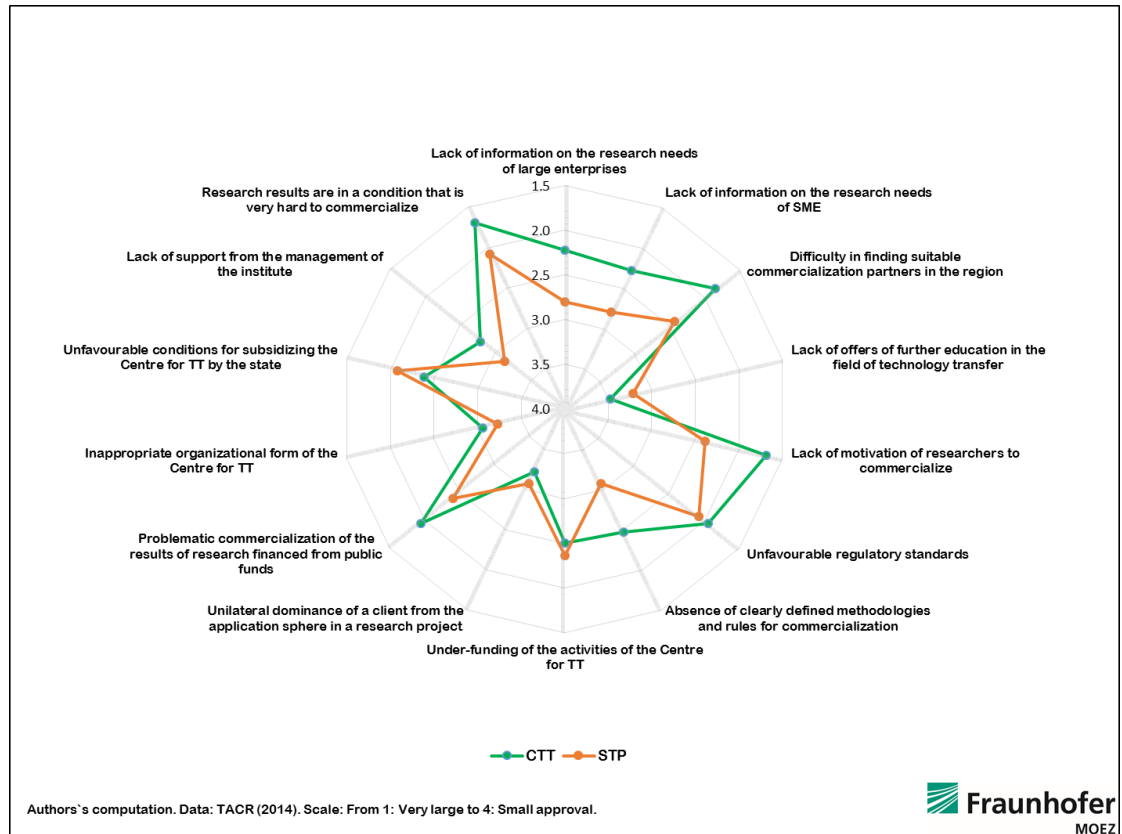 Lack of information on the research needs
of large enterprises
Research results are in a condition that is
very hard to commercialize
Lack of information on the research needs
of SME
Lack of support from the management of
the institute
Difficulty in finding suitable
commercialization partners in the region
Unfavourable conditions for subsidizing the
Centre for TT by the state
Lack of offers of further education in the
field of technology transfer
Inappropriate organizational form of the
Centre for TT
Lack of motivation of researchers to
commercialize
Problematic commercialization of the
results of research financed from public
funds
Unfavourable regulatory standards
Unilateral dominance of a client from the
application sphere in a research project
Absence of clearly defined methodologies
and rules for commercialization
Under-funding of the activities of the Centre
for TT
1.5
2.0
2.5
3.0
3.5
4.0
CTT
STP
Authors`s computation. Data: TACR (2014). Scale: From 1: Very large to 4: Small approval.
Fraunhofer
MOEZ